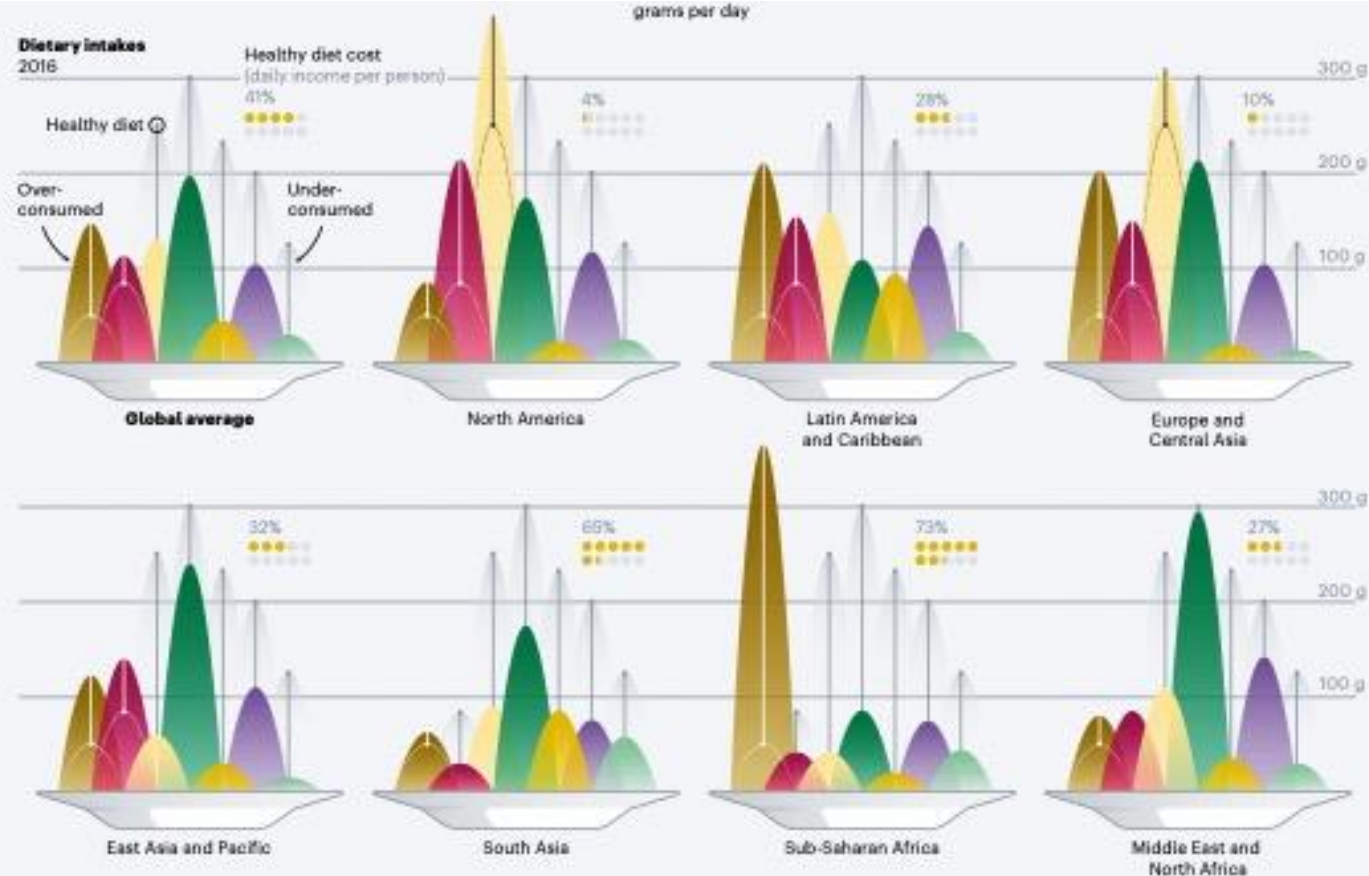 grams per day
Dietary intakes
2016
Healthy diet cost
(daily income per person)
41%
4%
28%
10%
300 g
Healthy diet
200 g
Over-
consumed
Under-
consumed
100 g
Global average
North America
Latin America
and Caribbean
Europe and
Central Asia
32%
65%
73%
27%
300 g
200 g
100 g
East Asia and Pacific
South Asia
Sub-Saharan Africa
Middle East and
North Africa